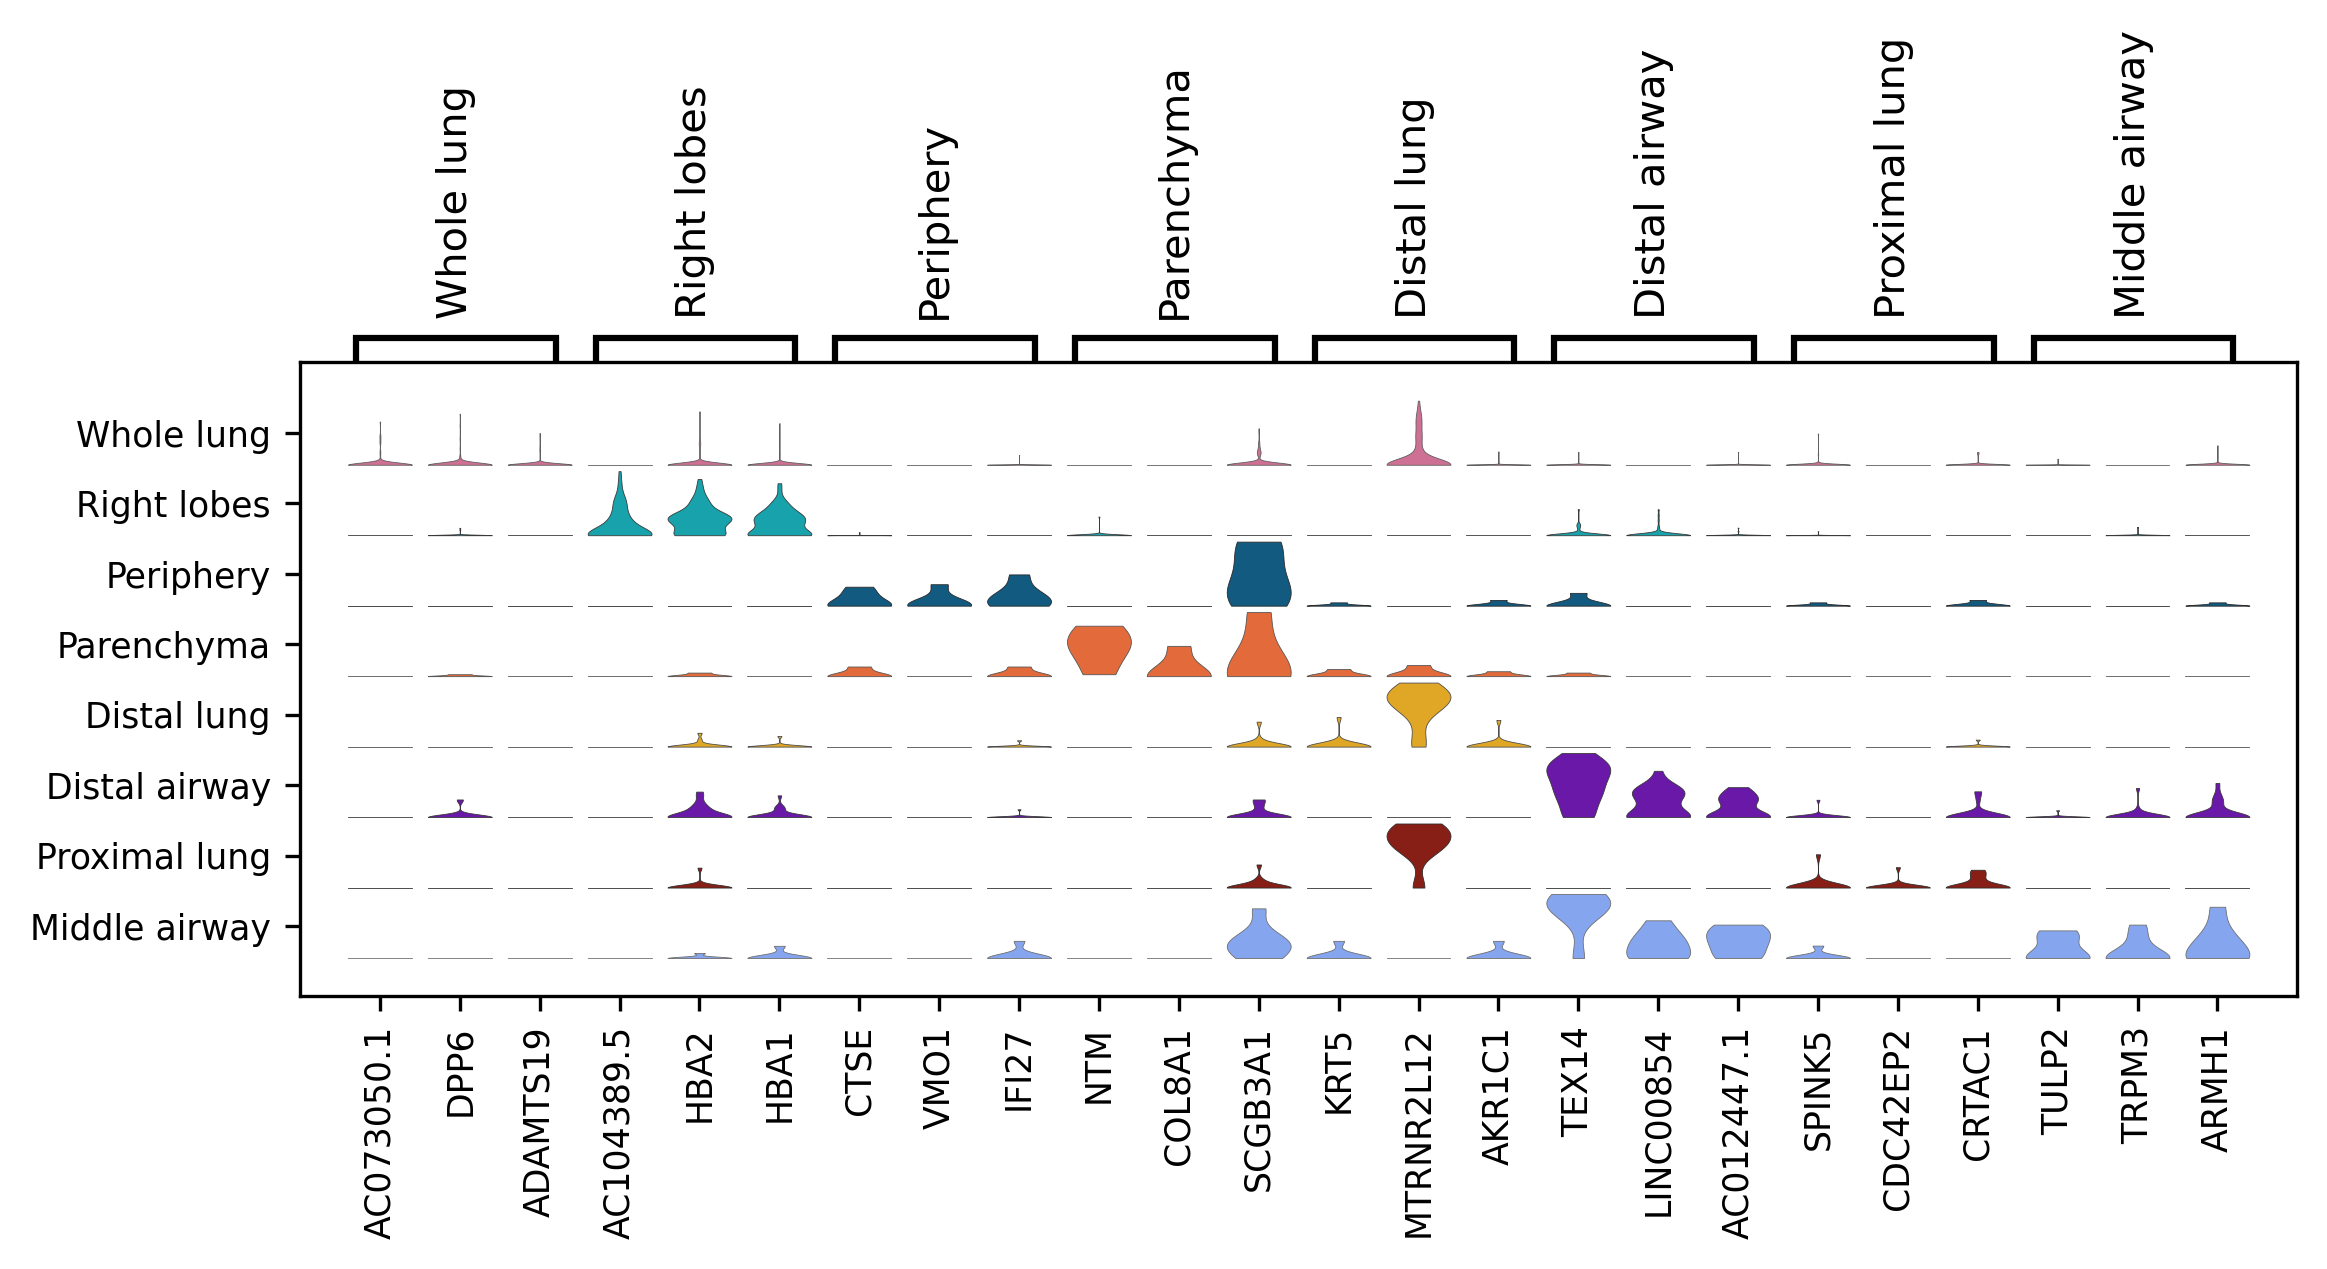 Whole lung
Right lobes
Periphery
Parenchyma
Distal lung
Distal airway
Proximal lung
Middle airway
Whole lung
Right lobes
Periphery
Parenchyma
Distal lung
Distal airway
Proximal lung
Middle airway
AC073050.1
DPP6
ADAMTS19
AC104389.5
HBA2
HBA1
CTSE
VMO1
IFI27
NTM
COL8A1
SCGB3A1
KRT5
MTRNR2L12
AKR1C1
TEX14
LINC00854
AC012447.1
SPINK5
CDC42EP2
CRTAC1
TULP2
TRPM3
ARMH1